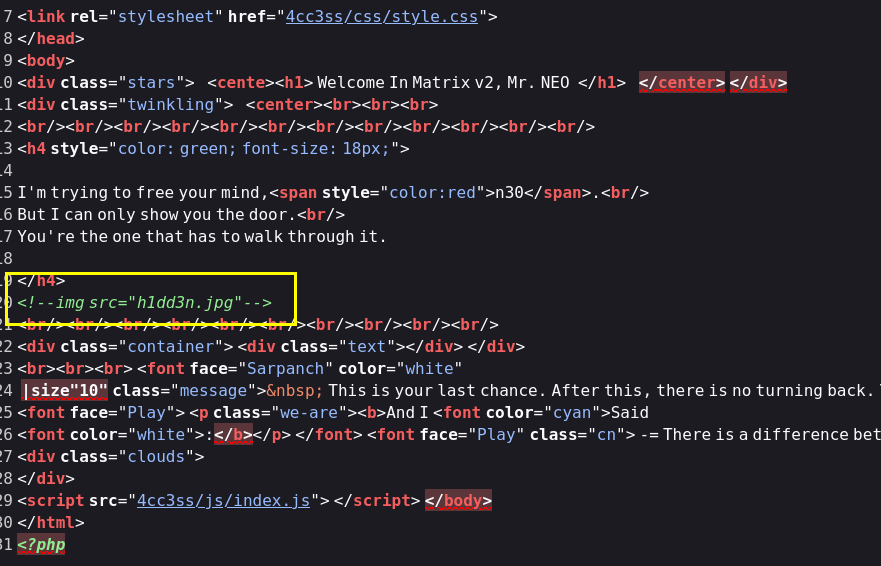 7 <link rel="stylesheet" href="4cc3ss/css/style.css">
8 </head>
9 <body>
10 <div class="stars"> <cente><h1> Welcome In Matrix v2, Mr. NEO </h1> </center> </div>
11 <div class="twinkling"> <center><br><br><br>
12 <br/><br/><br/><br/><br/><br/><br/><br/><br/><br/><br/><br/>
13 <h4 style="color: green; font-size: 18px;">
14
15 I'm trying to free your mind,<span style="color:red">n30</span>.<br/>
16 But I can only show you the door.<br/>
17 You're the one that has to walk through it.
18
19 </h4>
20 <!--img src="h1dd3n.jpg"-->
21 <br/><br/><br/><br/><br/><br/><br/><br/><br/><br/>
22 <div class="container"> <div class="text"></div> </div>
23 <br><br><br> <font face="Sarpanch" color="white"
24 |size"10" class="message">&nbsp; This is your last chance. After this, there is no turning back.
25 <font face="Play"> <p class="we-are"><b>And I <font color="cyan">Said
26 <font color="white">:</b></p> </font> <font face="Play" class="cn"> -= There is a difference bet
27 <div class="clouds">
28 </div>
29 <script src="4cc3ss/js/index.js"> </script> </body>
30 </html>
31 <?php